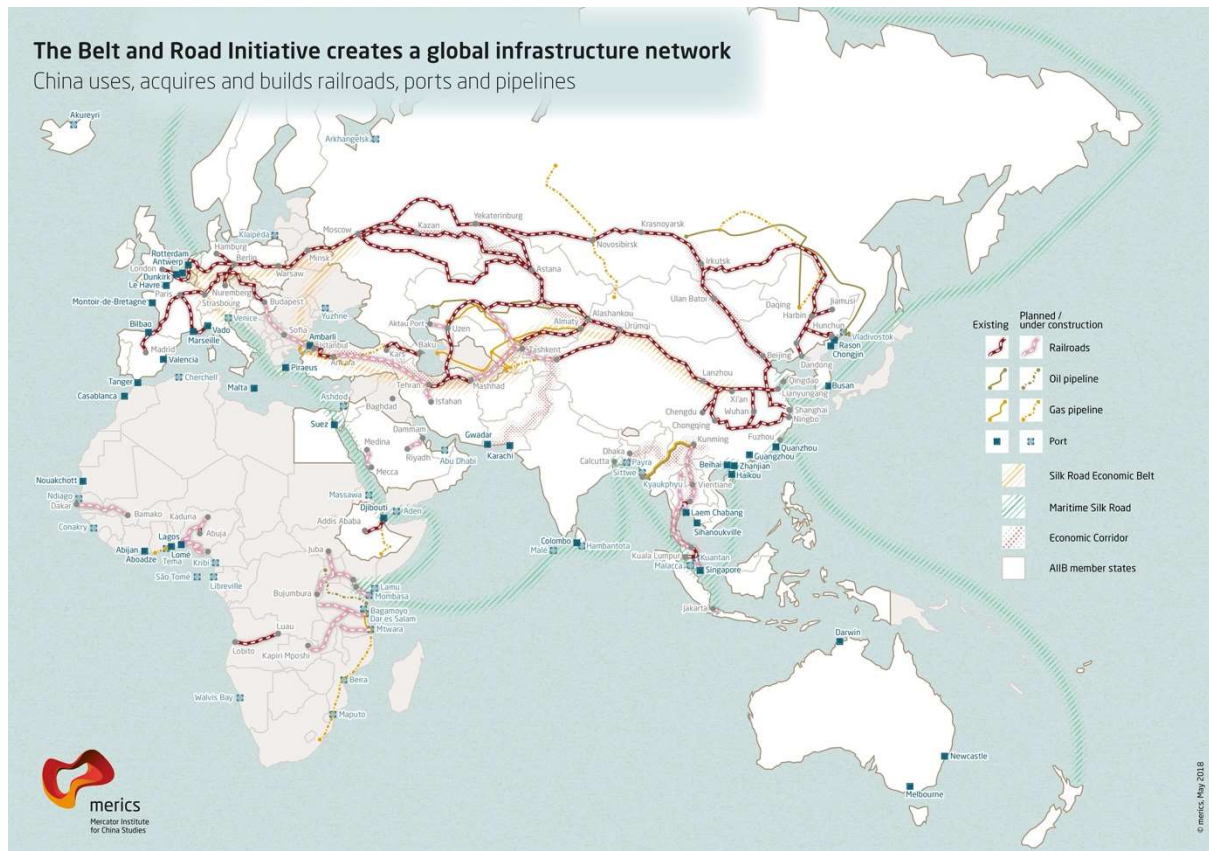 The Belt and Road Initiative creates a global infrastructure network
China uses, acquires and builds railroads, ports and pipelines
Akureyri
Arkhangelsk
Yekaterinburg
Krasnoyarsk
Kazan
Moscow
Klaipėda
Novosibirsk
Hamburg
Rotterdam
Minsk
Antwerp
Berlin
London
Irkutsk
Dunkirk
Warsaw
Astana
Le Havre
Paris
Nuremberg
Ulan Bator
Daqing
Jiamusi
Montoir-de-Bretagne
Strasbourg
Budapest
Alashankou
Harbin
Venice
Yuzhne
Aktau Port
Almaty
Ürümqi
Hunchun
Vladivostok
Bilbao
Vado
Sofia
Uzen
Rason
Marseille
Ambarli
Istanbul
Kars
Baku
Tashkent
Beijing
Chongjin
Madrid
Ankara
Dandong
Valencia
Piraeus
Lanzhou
Qingdao
Busan
Tanger
Cherchell
Malta
Tehran
Mashhad
Lianyungang
Casablanca
Ashdod
Isfahan
Xi'an
Baghdad
Chengdu
Wuhan
Shanghai
Suez
Dammam
Chongqing
Ningbo
Medina
Gwadar
Kunming
Fuzhou
Riyadh
Karachi
Dhaka
Quanzhou
Abu Dhabi
Calcutta
Payra
Guangzhou
Mecca
Sittwe
Beihai
Zhanjian
Nouakchott
Kyaukphyu
Haikou
Ndiago
Massawa
Vientiane
Dakar
Bamako
Kaduna
Djibouti
Aden
Laem Chabang
Conakry
Abuja
Addis Ababa
Sihanoukville
Lagos
Colombo
Hambantota
Abijan
Lomé
Juba
Malé
Kuala Lumpur
Kuantan
Aboadze
Tema
Kribi
Malacca
Singapore
São Tomé
Libreville
Lamu
Bujumbura
Mombasa
Bagamoyo
Jakarta
Dar es Salam
Luau
Mtwara
Lobito
Kapiri Mposhi
Darwin
Walvis Bay
Beira
Maputo
Newcastle
Melbourne
Existing
Planned /
under construction
Railroads
Oil pipeline
Gas pipeline
Port
Silk Road Economic Belt
Maritime Silk Road
Economic Corridor
AIIB member states
merics
Mercator Institute
for China Studies
© merics, May 2018